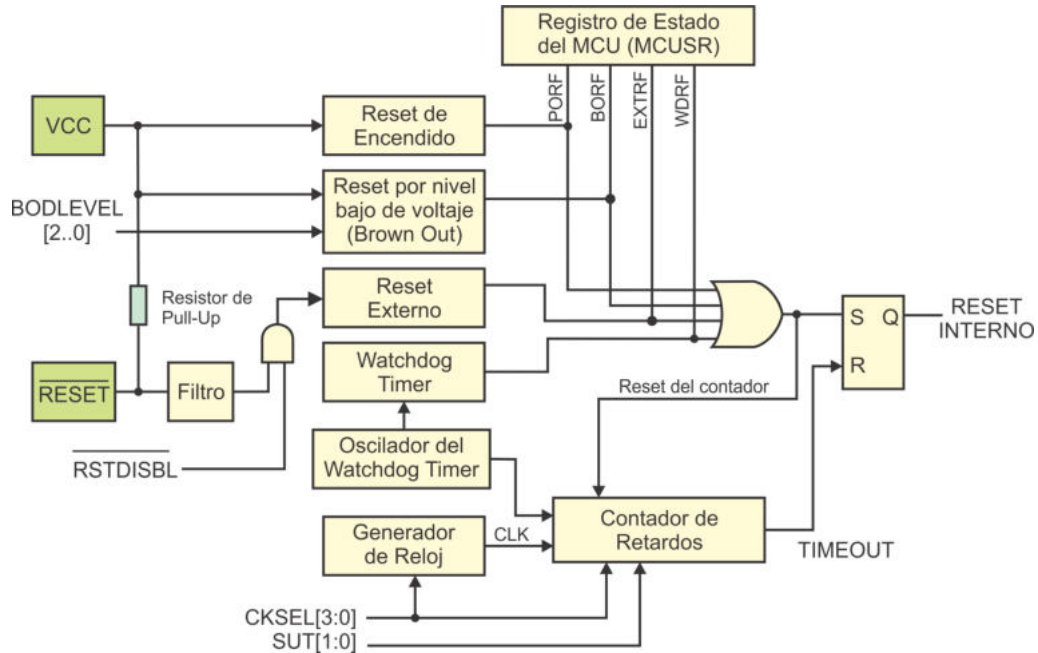 Registro de Estado
del MCU (MCUSR)
PORF
BORF
EXTRF
WDRF
VCC
Reset de
Encendido
BODLEVEL
[2..0]
Reset por nivel
bajo de voltaje
(Brown Out)
Resistor de
Pull-Up
Reset
Externo
S Q
R
RESET
INTERNO
RESET
Filtro
Watchdog
Timer
Reset del contador
RSTDISBL
Oscilador del
Watchdog Timer
Generador
de Reloj
CLK
Contador de
Retardos
TIMEOUT
CKSEL[3:0]
SUT[1:0]